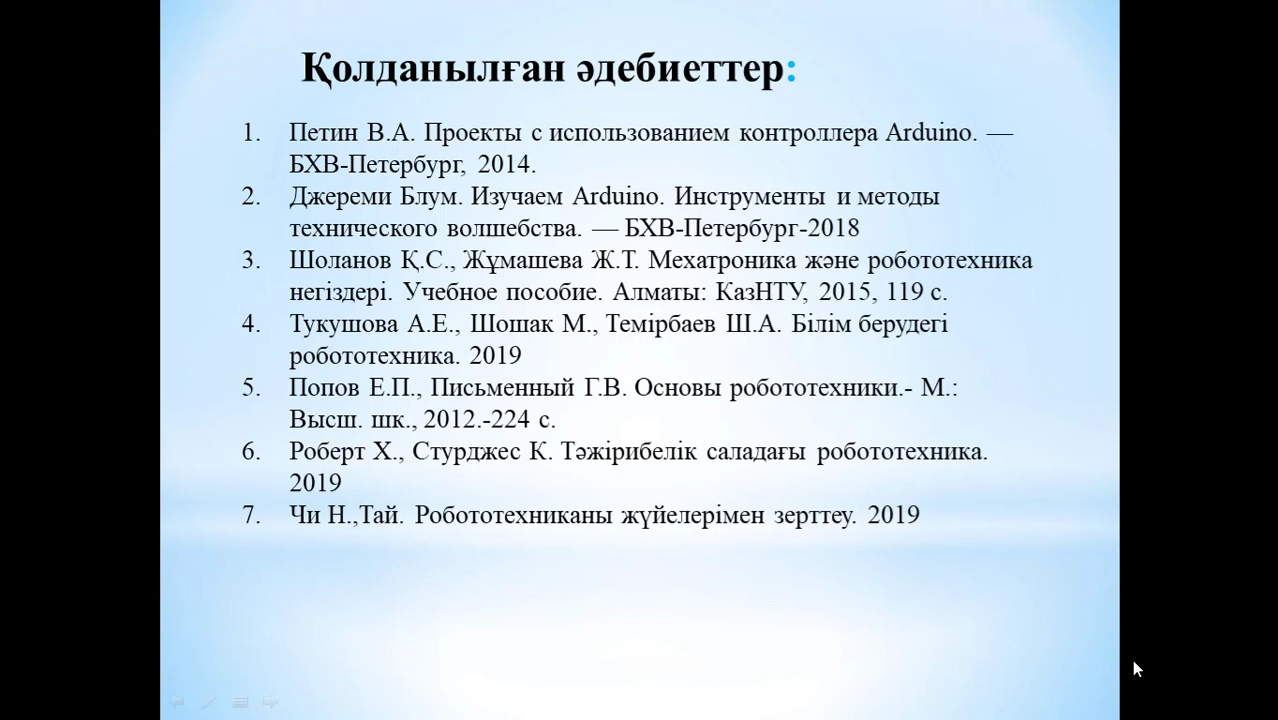 Қолданылған әдебиеттер:
1. Петин В.А. Проекты с использованием контроллера Arduino. —
БХВ-Петербург, 2014.
2. Джереми Блум. Изучаем Arduino. Инструменты и методы
технического волшебства. — БХВ-Петербург-2018
3. Шоланов Қ.С., Жұмашева Ж.Т. Мехатроника және робототехника
негіздері. Учебное пособие. Алматы: КазНТУ, 2015, 119 с.
4. Тукушова А.Е., Шошак М., Темірбаев Ш.А. Білім берудегі
робототехника. 2019
5. Попов Е.П., Письменный Г.В. Основы робототехники.- М.:
Высш. шк., 2012.-224 с.
6. Роберт Х., Стурджес К. Тәжірибелік саладағы робототехника.
2019
7. Чи Н.,Тай. Робототехниканы жүйелерімен зерттеу. 2019